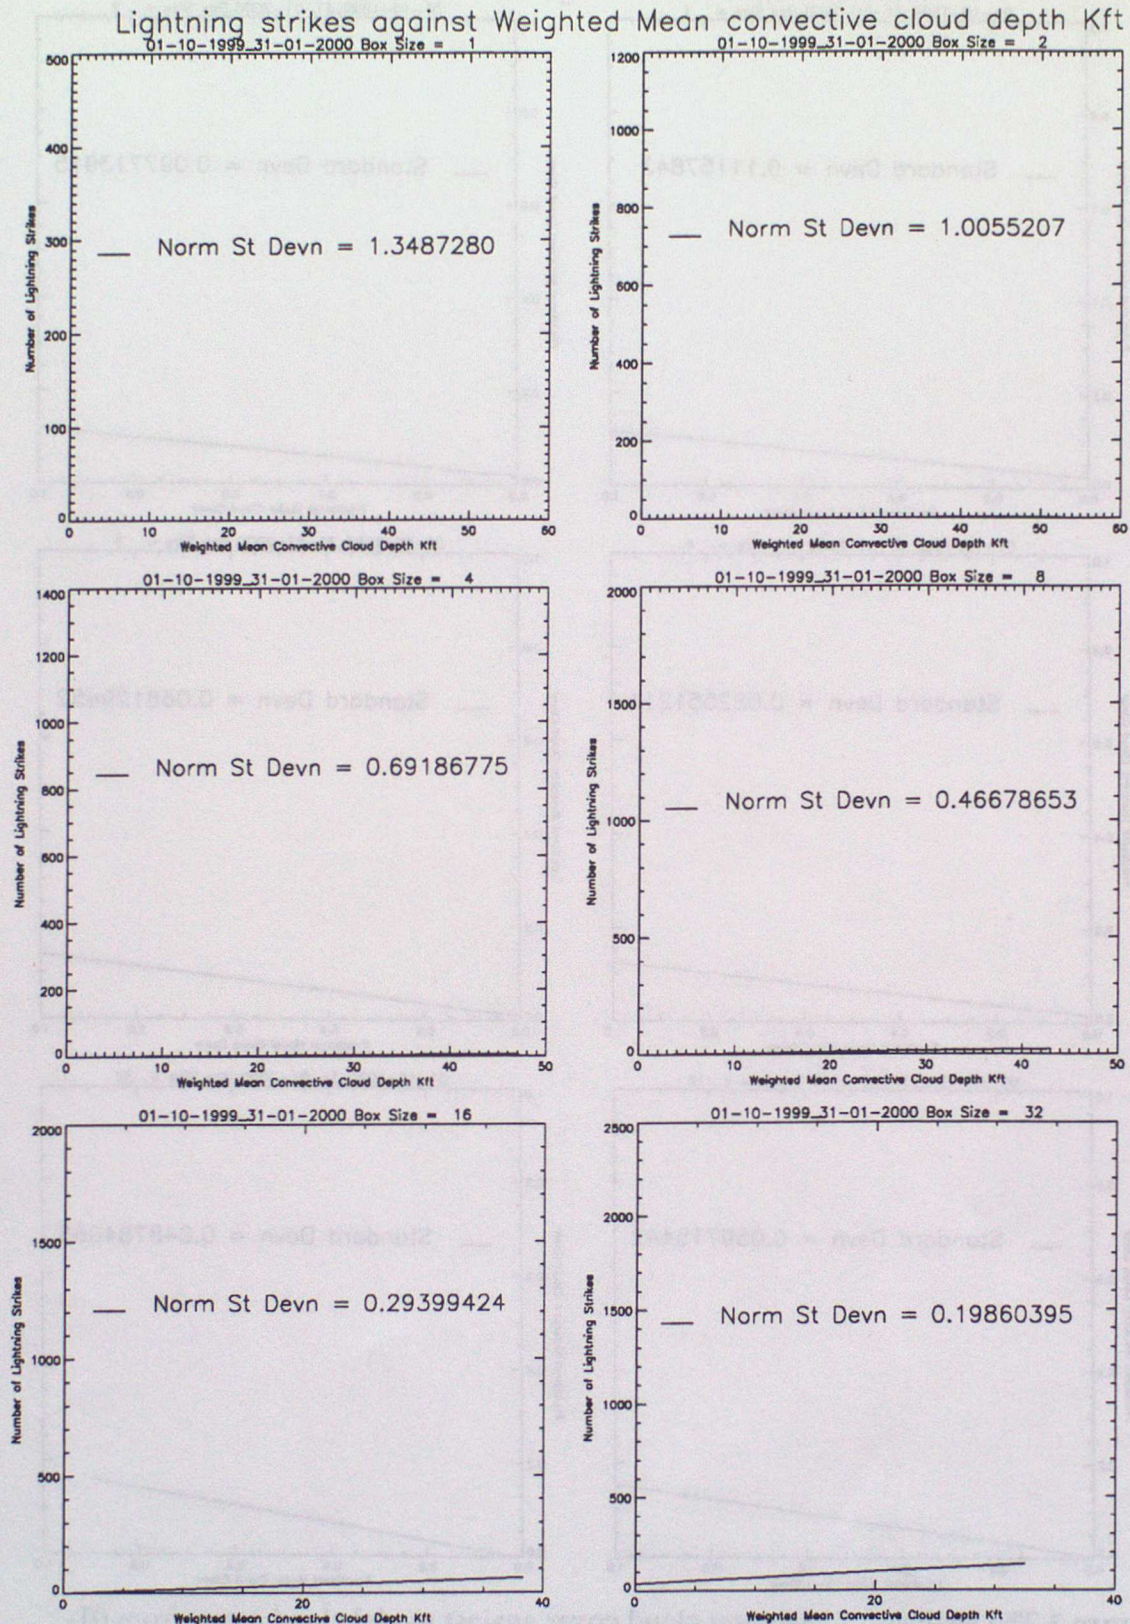 Lightning strikes against Weighted Mean convective cloud depth Kft
01-10-1999_31-01-2000 Box Size = 1
500
400
300
200
100
0
Number of Lightning Strikes
Norm St Devn = 1.3487280
0 10 20 30 40 50 60
Weighted Mean Convective Cloud Depth Kft
01-10-1999_31-01-2000 Box Size = 2
1200
1000
800
600
400
200
0
Number of Lightning Strikes
Norm St Devn = 1.0055207
0 10 20 30 40 50 60
Weighted Mean Convective Cloud Depth Kft
01-10-1999_31-01-2000 Box Size = 4
1400
1200
1000
800
600
400
200
0
Number of Lightning Strikes
Norm St Devn = 0.69186775
0 10 20 30 40 50
Weighted Mean Convective Cloud Depth Kft
01-10-1999_31-01-2000 Box Size = 8
2000
1500
1000
500
0
Number of Lightning Strikes
Norm St Devn = 0.46678653
0 10 20 30 40 50
Weighted Mean Convective Cloud Depth Kft
01-10-1999_31-01-2000 Box Size = 16
2000
1500
1000
500
0
Number of Lightning Strikes
Norm St Devn = 0.29399424
0 20 40
Weighted Mean Convective Cloud Depth Kft
01-10-1999_31-01-2000 Box Size = 32
2500
2000
1500
1000
500
0
Number of Lightning Strikes
Norm St Devn = 0.19860395
0 20 40
Weighted Mean Convective Cloud Depth Kft